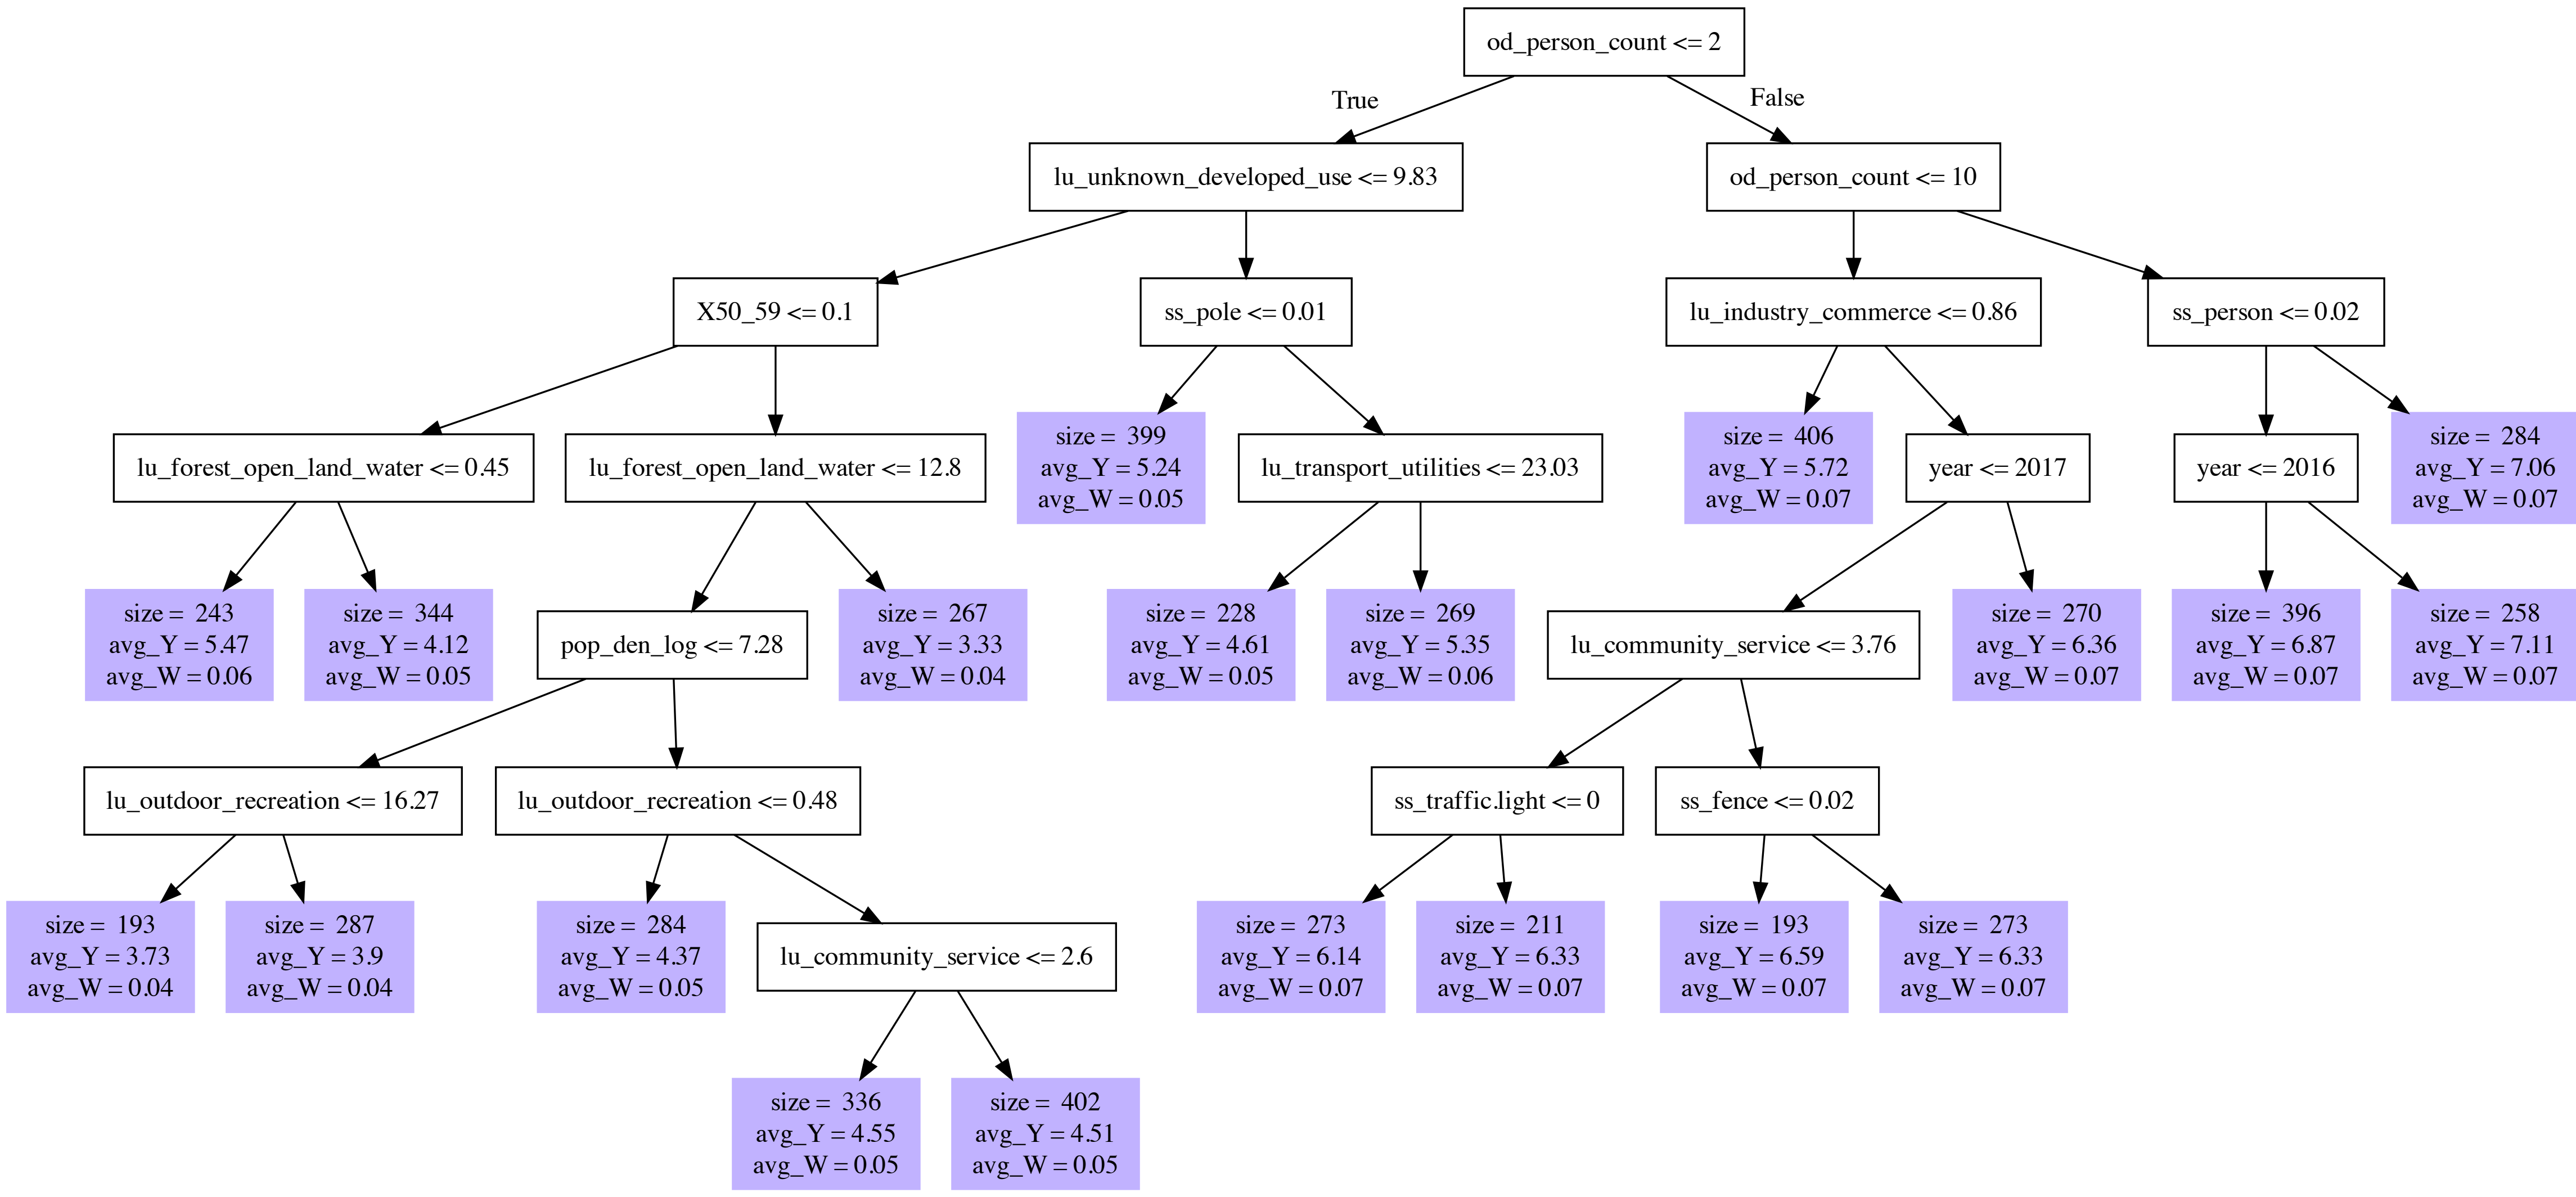 od_person_count <= 2
True
False
lu_unknown_developed_use <= 9.83
od_person_count <= 10
X50_59 <= 0.1
ss_pole <= 0.01
lu_industry_commerce <= 0.86
ss_person <= 0.02
lu_forest_open_land_water <= 0.45
lu_forest_open_land_water <= 12.8
size = 399
avg_Y = 5.24
avg_W = 0.05
lu_transport_utilities <= 23.03
size = 406
avg_Y = 5.72
avg_W = 0.07
year <= 2017
year <= 2016
size = 284
avg_Y = 7.06
avg_W = 0.07
size = 243
avg_Y = 5.47
avg_W = 0.06
size = 344
avg_Y = 4.12
avg_W = 0.05
pop_den_log <= 7.28
size = 267
avg_Y = 3.33
avg_W = 0.04
size = 228
avg_Y = 4.61
avg_W = 0.05
size = 269
avg_Y = 5.35
avg_W = 0.06
lu_community_service <= 3.76
size = 270
avg_Y = 6.36
avg_W = 0.07
size = 396
avg_Y = 6.87
avg_W = 0.07
size = 258
avg_Y = 7.11
avg_W = 0.07
lu_outdoor_recreation <= 16.27
lu_outdoor_recreation <= 0.48
ss_traffic.light <= 0
ss_fence <= 0.02
size = 193
avg_Y = 3.73
avg_W = 0.04
size = 287
avg_Y = 3.9
avg_W = 0.04
size = 284
avg_Y = 4.37
avg_W = 0.05
lu_community_service <= 2.6
size = 273
avg_Y = 6.14
avg_W = 0.07
size = 211
avg_Y = 6.33
avg_W = 0.07
size = 193
avg_Y = 6.59
avg_W = 0.07
size = 273
avg_Y = 6.33
avg_W = 0.07
size = 336
avg_Y = 4.55
avg_W = 0.05
size = 402
avg_Y = 4.51
avg_W = 0.05